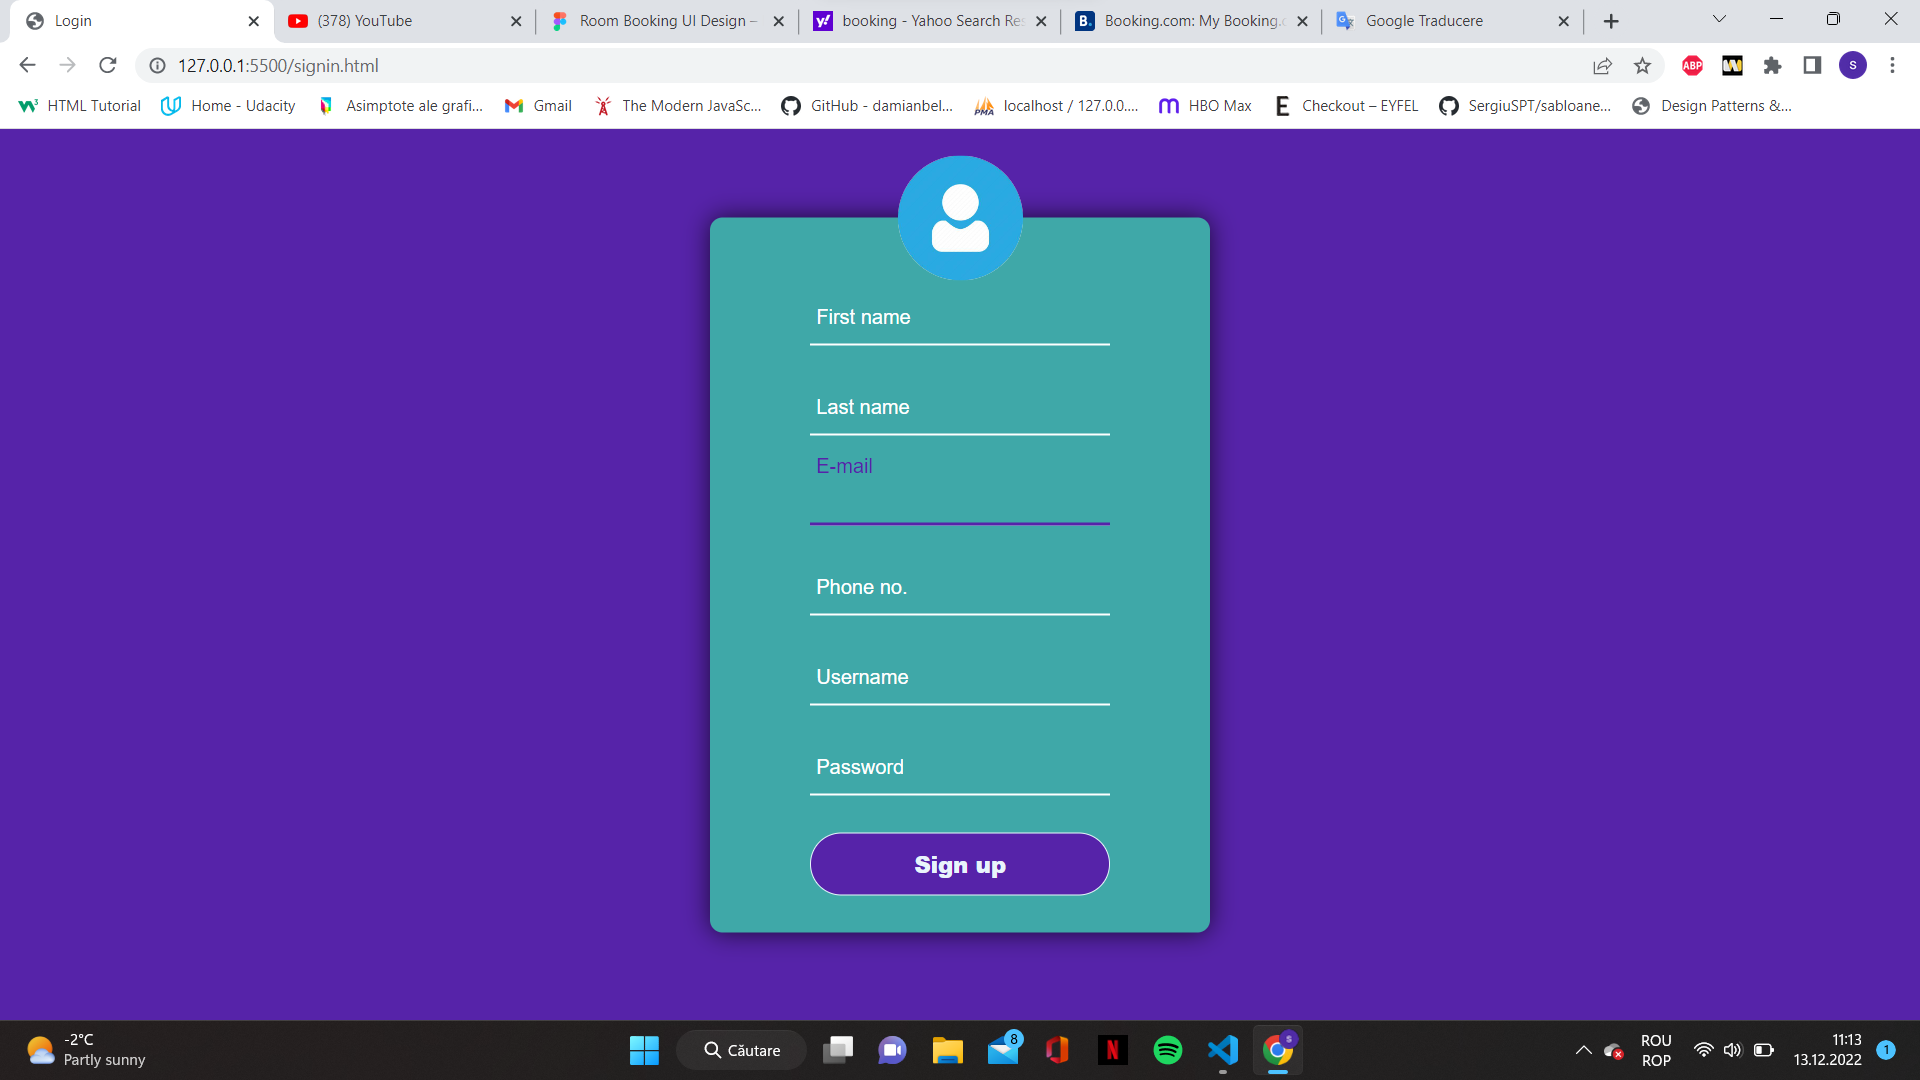 Login
(378) YouTube
Room Booking UI Design –
booking - Yahoo Search Res
Booking.com: My Booking.c
Google Traducere
127.0.0.1:5500/signin.html
ABP
S
HTML Tutorial
Home - Udacity
Asimptote ale grafi...
Gmail
The Modern JavaSc...
GitHub - damianbel...
localhost / 127.0.0....
HBO Max
Checkout – EYFEL
SergiuSPT/sabloane...
Design Patterns &...
First name
Last name
E-mail
Phone no.
Username
Password
Sign up
-2°C
Partly sunny
Căutare
8
S
ROU
ROP
11:13
13.12.2022
1